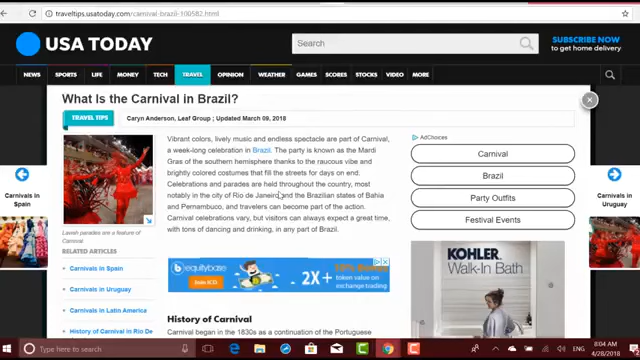 traveltips.usatoday.com/carnival-brazil-100582.html
USA TODAY
Search
SUBSCRIBE NOW
to get home delivery
NEWS SPORTS LIFE MONEY TECH TRAVEL OPINION WEATHER GAMES SCORES STOCKS VIDEO MORE
What Is the Carnival in Brazil?
TRAVEL TIPS
Caryn Anderson, Leaf Group ; Updated March 09, 2018
Vibrant colors, lively music and endless spectacle are part of Carnival,
a week-long celebration in Brazil. The party is known as the Mardi
Gras of the southern hemisphere thanks to the raucous vibe and
brightly colored costumes that fill the streets for days on end.
Celebrations and parades are held throughout the country, most
notably in the city of Rio de Janeiro and the Brazilian states of Bahia
and Pernambuco, and travelers can become part of the action.
Carnival celebrations vary, but visitors can always expect a great time,
with tons of dancing and drinking, in any part of Brazil.
Lavish parades are a feature of
Carnival
RELATED ARTICLES
Carnivals in Spain
Carnivals in Uruguay
Carnivals in Latin America
History of Carnival in Rio De
Carnivals in
Spain
equitybase
Join ICO
2X+
token value on
exchange listing
History of Carnival
Carnival began in the 1830s as a continuation of the Portuguese
AdChoices
Carnival
Brazil
Party Outfits
Festival Events
KOHLER
Walk-In Bath
Carnivals in
Uruguay
Type here to search
ENG
8:04 AM
4/28/2018